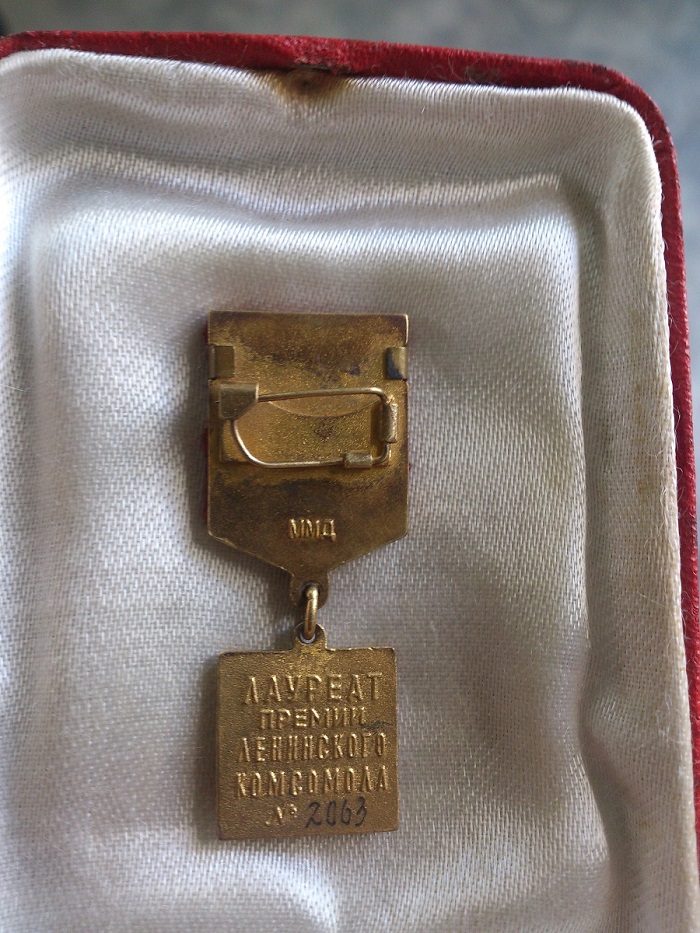 ММД
ЛАУРЕАТ
ПРЕМИИ
ЛЕНИНСКОГО
КОМСОМОЛА
№ 2063